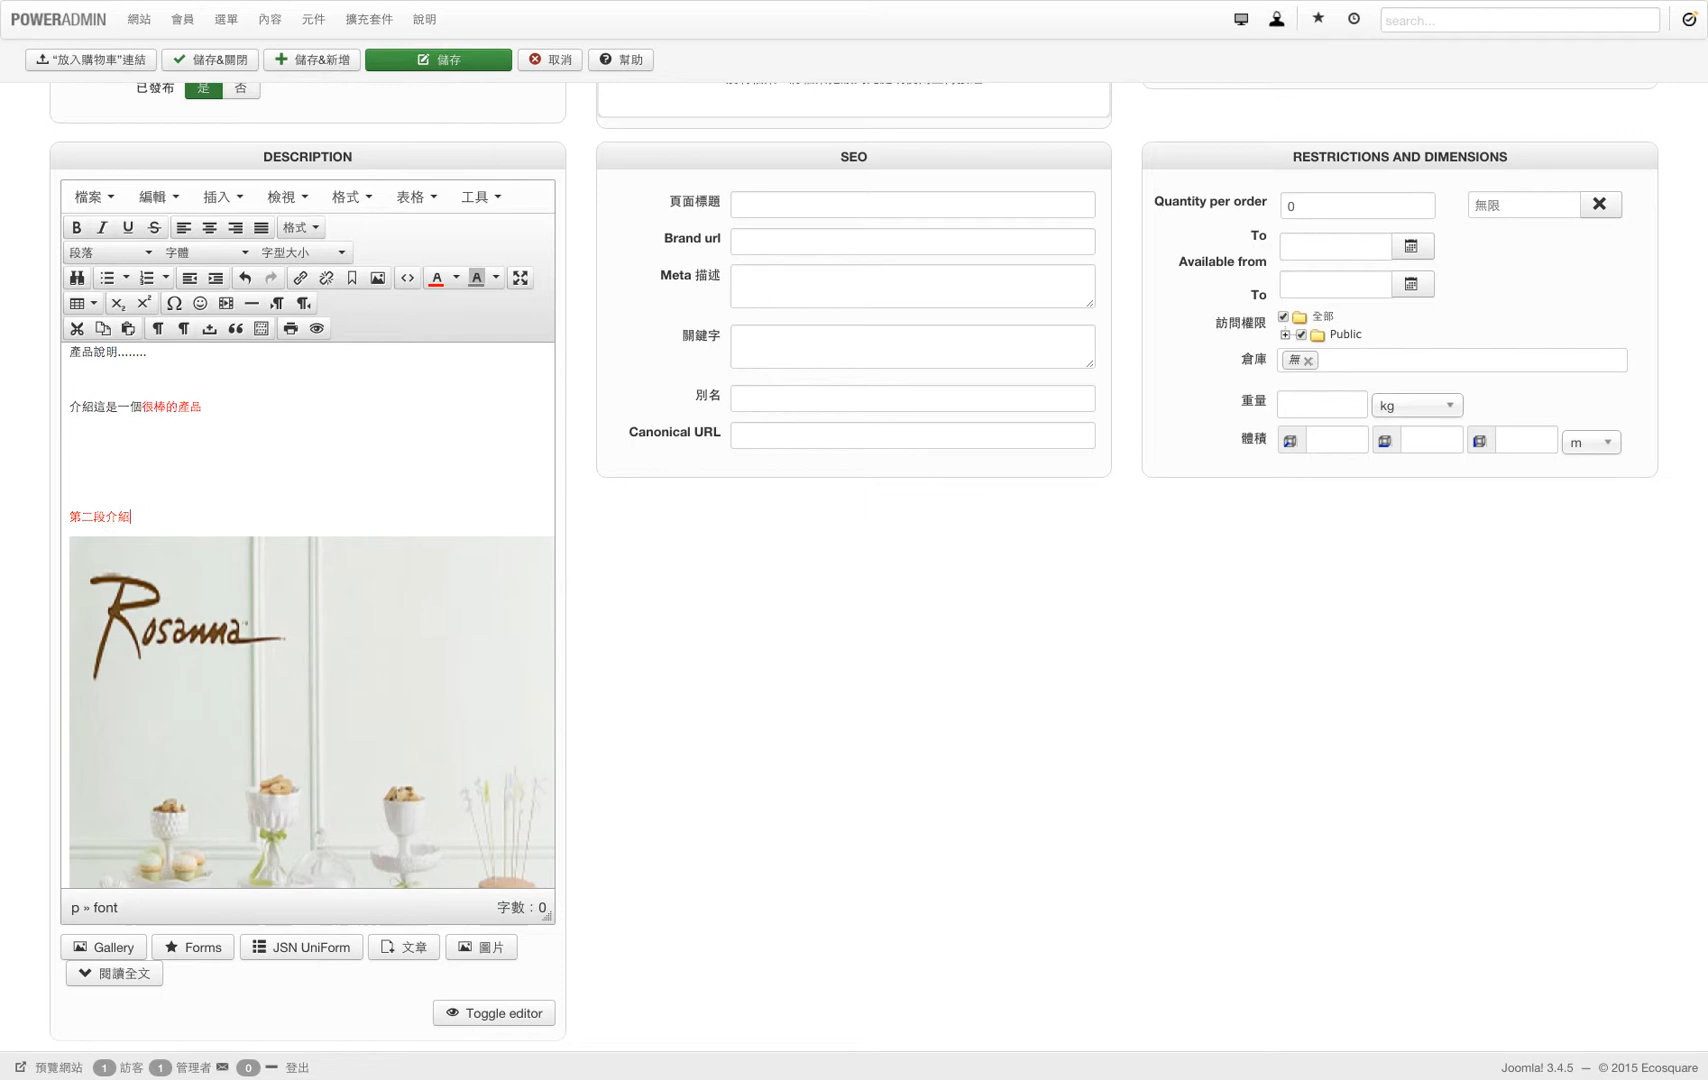 POWERADMIN 網站 會員 選單 內容 元件 擴充套件 說明 search...
"放入購物車"連結 儲存&關閉 儲存&新增 儲存 取消 幫助
已發布 是 否
DESCRIPTION
檔案 編輯 插入 檢視 格式 表格 工具
B I U S 格式
段落 字體 字型大小
A A
產品說明........
介紹這是一個很棒的產品
第二段介紹
Rosanna
p » font 字數：0
Gallery Forms JSN UniForm 文章 圖片
閱讀全文
Toggle editor
SEO
頁面標題
Brand url
Meta 描述
關鍵字
別名
Canonical URL
RESTRICTIONS AND DIMENSIONS
Quantity per order 0 無限
To
Available from
To
訪問權限 全部
Public
倉庫 無
重量 kg
體積 m
預覽網站 1 訪客 1 管理者 0 登出 Joomla! 3.4.5 — © 2015 Ecosquare